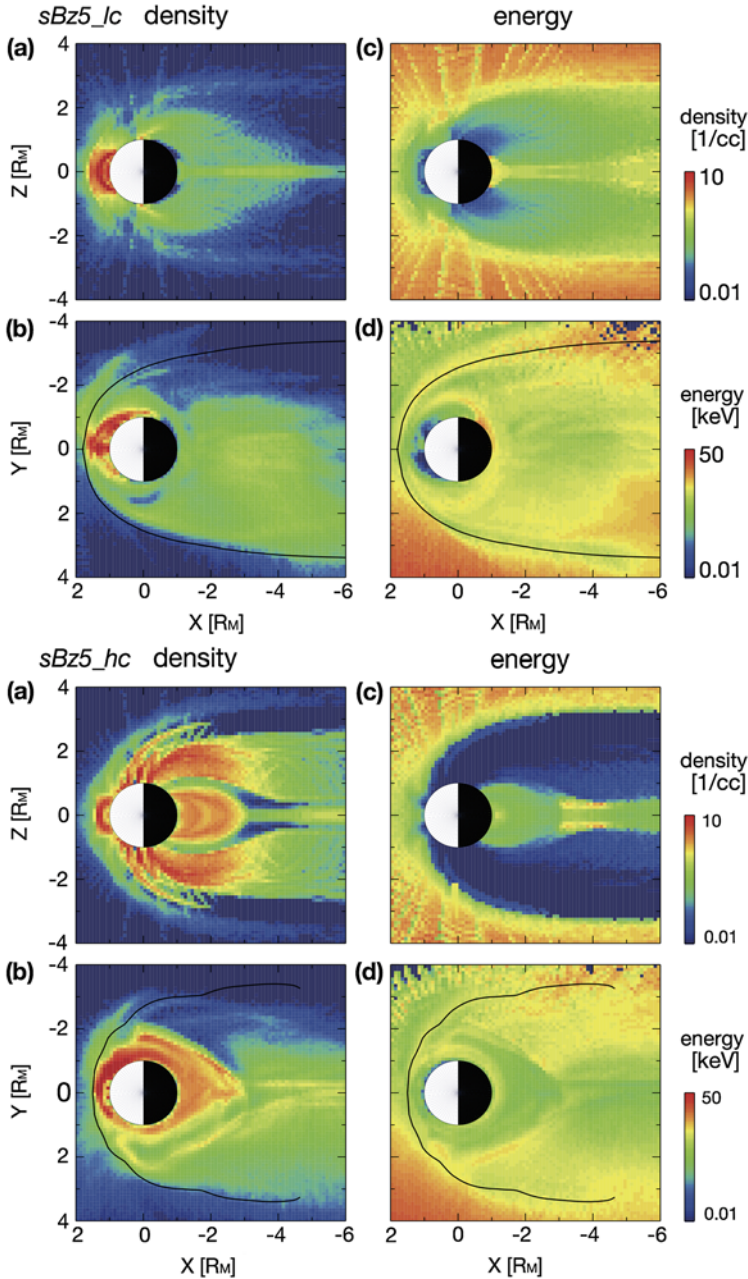 sBz5_lc density energy
(a) (c)
4
2
0
-2
-4
Z [RM]
density
[1/cc]
10
0.01
(b) (d)
-4
-2
0
2
4
Y [RM]
energy
[keV]
50
0.01
2 0 -2 -4 -6 2 0 -2 -4 -6
X [RM] X [RM]
sBz5_hc density energy
(a) (c)
4
2
0
-2
-4
Z [RM]
density
[1/cc]
10
0.01
(b) (d)
-4
-2
0
2
4
Y [RM]
energy
[keV]
50
0.01
2 0 -2 -4 -6 2 0 -2 -4 -6
X [RM] X [RM]